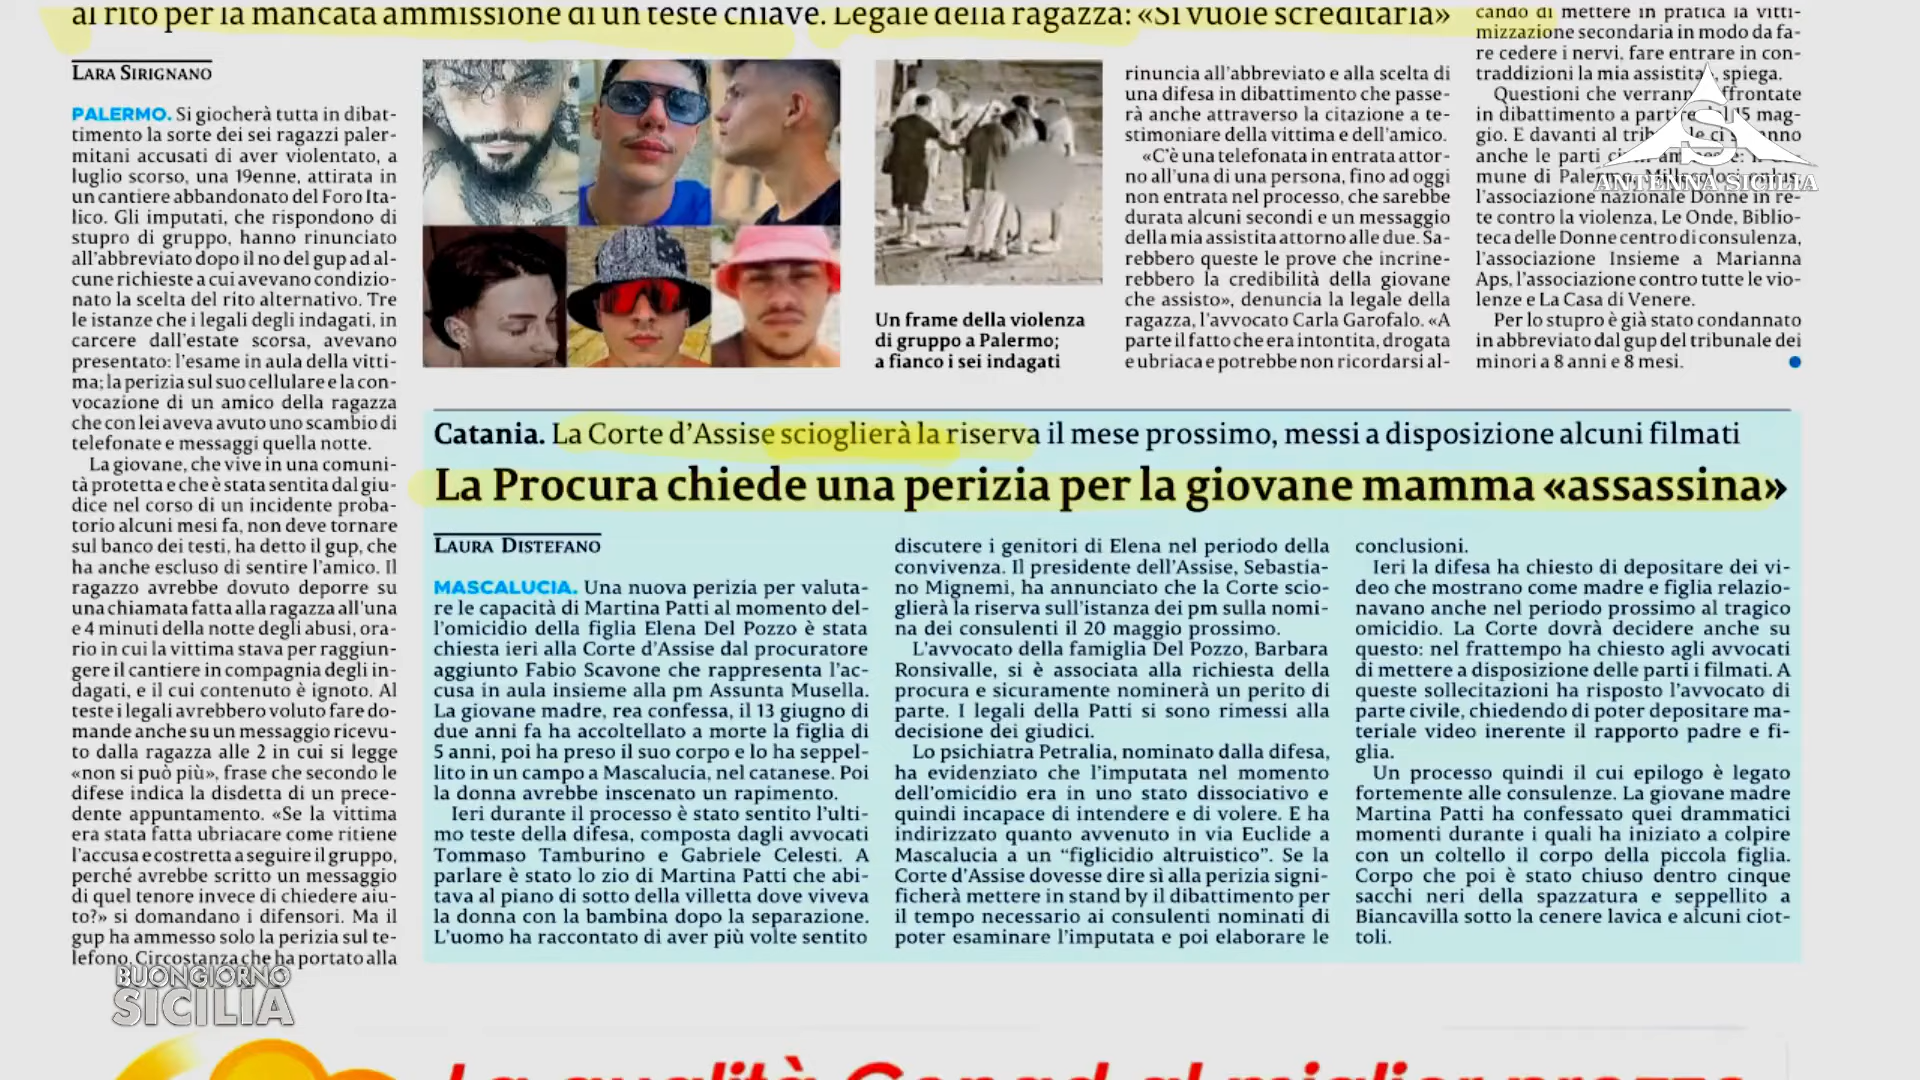 al rito per la mancata ammissione di un teste chiave. Legale della ragazza: «Si vuole screditarla»
LARA SIRIGNANO
PALERMO. Si giocherà tutta in dibat-
timento la sorte dei sei ragazzi paler-
mitani accusati di aver violentato, a
luglio scorso, una 19enne, attirata in
un cantiere abbandonato del Foro Ita-
lico. Gli imputati, che rispondono di
stupro di gruppo, hanno rinunciato
all'abbreviato dopo il no del gup ad al-
cune richieste a cui avevano condizio-
nato la scelta del rito alternativo. Tre
le istanze che i legali degli indagati, in
carcere dall'estate scorsa, avevano
presentato: l'esame in aula della vitti-
ma; la perizia sul suo cellulare e la con-
vocazione di un amico della ragazza
che con lei aveva avuto uno scambio di
telefonate e messaggi quella notte.
La giovane, che vive in una comuni-
tà protetta e che è stata sentita dal giu-
dice nel corso di un incidente proba-
torio alcuni mesi fa, non deve tornare
sul banco dei testi, ha detto il gup, che
ha anche escluso di sentire l'amico. Il
ragazzo avrebbe dovuto deporre su
una chiamata fatta alla ragazza all'una
e 4 minuti della notte degli abusi, ora-
rio in cui la vittima stava per raggiun-
gere il cantiere in compagnia degli in-
dagati, e il cui contenuto è ignoto. Al
teste i legali avrebbero voluto fare do-
mande anche su un messaggio ricevu-
to dalla ragazza alle 2 in cui si legge
«non si può più», frase che secondo le
difese indica la disdetta di un prece-
dente appuntamento. «Se la vittima
era stata fatta ubriacare come ritiene
l'accusa e costretta a seguire il gruppo,
perché avrebbe scritto un messaggio
di quel tenore invece di chiedere aiu-
to?» si domandano i difensori. Ma il
gup ha ammesso solo la perizia sul te-
lefono. Circostanza che ha portato alla
Un frame della violenza
di gruppo a Palermo;
a fianco i sei indagati
rinuncia all'abbreviato e alla scelta di
una difesa in dibattimento che passe-
rà anche attraverso la citazione a te-
stimoniare della vittima e dell'amico.
«C'è una telefonata in entrata attor-
no all'una di una persona, fino ad oggi
non entrata nel processo, che sarebbe
durata alcuni secondi e un messaggio
della mia assistita attorno alle due. Sa-
rebbero queste le prove che incrine-
rebbero la credibilità della giovane
che assisto», denuncia la legale della
ragazza, l'avvocato Carla Garofalo. «A
parte il fatto che era intontita, drogata
e ubriaca e potrebbe non ricordarsi al-
cando di mettere in pratica la vitti-
mizzazione secondaria in modo da fa-
re cedere i nervi, fare entrare in con-
traddizioni la mia assistita», spiega.
Questioni che verranno affrontate
in dibattimento a partire dal 15 mag-
gio. E davanti al tribunale ci saranno
anche le parti civili ammesse: il Co-
mune di Palermo, Millecolori onlus,
l'associazione nazionale Donne in re-
te contro la violenza, Le Onde, Biblio-
teca delle Donne centro di consulenza,
l'associazione Insieme a Marianna
Aps, l'associazione contro tutte le vio-
lenze e La Casa di Venere.
Per lo stupro è già stato condannato
in abbreviato dal gup del tribunale dei
minori a 8 anni e 8 mesi.
S
ANTENNA SICILIA
Catania. La Corte d'Assise scioglierà la riserva il mese prossimo, messi a disposizione alcuni filmati
La Procura chiede una perizia per la giovane mamma «assassina»
LAURA DISTEFANO
MASCALUCIA. Una nuova perizia per valuta-
re le capacità di Martina Patti al momento del-
l'omicidio della figlia Elena Del Pozzo è stata
chiesta ieri alla Corte d'Assise dal procuratore
aggiunto Fabio Scavone che rappresenta l'ac-
cusa in aula insieme alla pm Assunta Musella.
La giovane madre, rea confessa, il 13 giugno di
due anni fa ha accoltellato a morte la figlia di
5 anni, poi ha preso il suo corpo e lo ha seppel-
lito in un campo a Mascalucia, nel catanese. Poi
la donna avrebbe inscenato un rapimento.
Ieri durante il processo è stato sentito l'ulti-
mo teste della difesa, composta dagli avvocati
Tommaso Tamburino e Gabriele Celesti. A
parlare è stato lo zio di Martina Patti che abi-
tava al piano di sotto della villetta dove viveva
la donna con la bambina dopo la separazione.
L'uomo ha raccontato di aver più volte sentito
discutere i genitori di Elena nel periodo della
convivenza. Il presidente dell'Assise, Sebastia-
no Mignemi, ha annunciato che la Corte scio-
glierà la riserva sull'istanza dei pm sulla nomi-
na dei consulenti il 20 maggio prossimo.
L'avvocato della famiglia Del Pozzo, Barbara
Ronsivalle, si è associata alla richiesta della
procura e sicuramente nominerà un perito di
parte. I legali della Patti si sono rimessi alla
decisione dei giudici.
Lo psichiatra Petralia, nominato dalla difesa,
ha evidenziato che l'imputata nel momento
dell'omicidio era in uno stato dissociativo e
quindi incapace di intendere e di volere. E ha
indirizzato quanto avvenuto in via Euclide a
Mascalucia a un “figlicidio altruistico”. Se la
Corte d'Assise dovesse dire sì alla perizia signi-
ficherà mettere in stand by il dibattimento per
il tempo necessario ai consulenti nominati di
poter esaminare l'imputata e poi elaborare le
conclusioni.
Ieri la difesa ha chiesto di depositare dei vi-
deo che mostrano come madre e figlia relazio-
navano anche nel periodo prossimo al tragico
omicidio. La Corte dovrà decidere anche su
questo: nel frattempo ha chiesto agli avvocati
di mettere a disposizione delle parti i filmati. A
queste sollecitazioni ha risposto l'avvocato di
parte civile, chiedendo di poter depositare ma-
teriale video inerente il rapporto padre e fi-
glia.
Un processo quindi il cui epilogo è legato
fortemente alle consulenze. La giovane madre
Martina Patti ha confessato quei drammatici
momenti durante i quali ha iniziato a colpire
con un coltello il corpo della piccola figlia.
Corpo che poi è stato chiuso dentro cinque
sacchi neri della spazzatura e seppellito a
Biancavilla sotto la cenere lavica e alcuni ciot-
toli.
BUONGIORNO
SICILIA
La qualità Conad al miglior prezzo